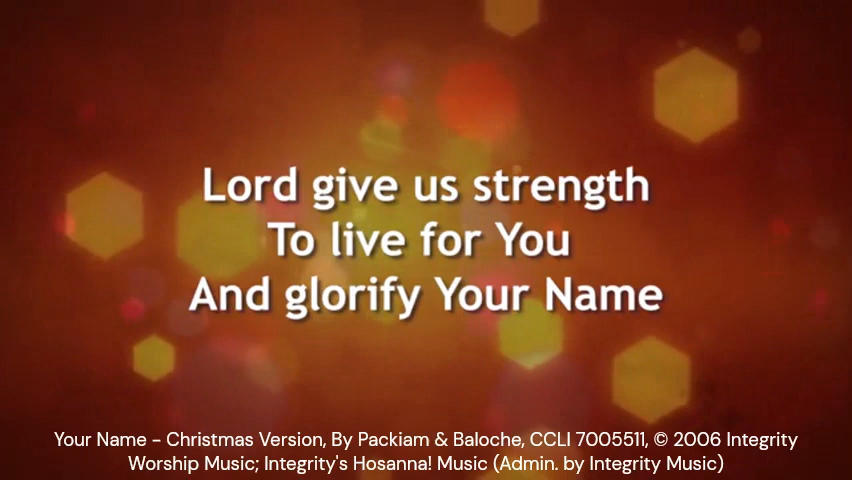 Lord give us strength
To live for You
And glorify Your Name
Your Name - Christmas Version, By Packiam & Baloche, CCLI 7005511, © 2006 Integrity
Worship Music; Integrity's Hosanna! Music (Admin. by Integrity Music)